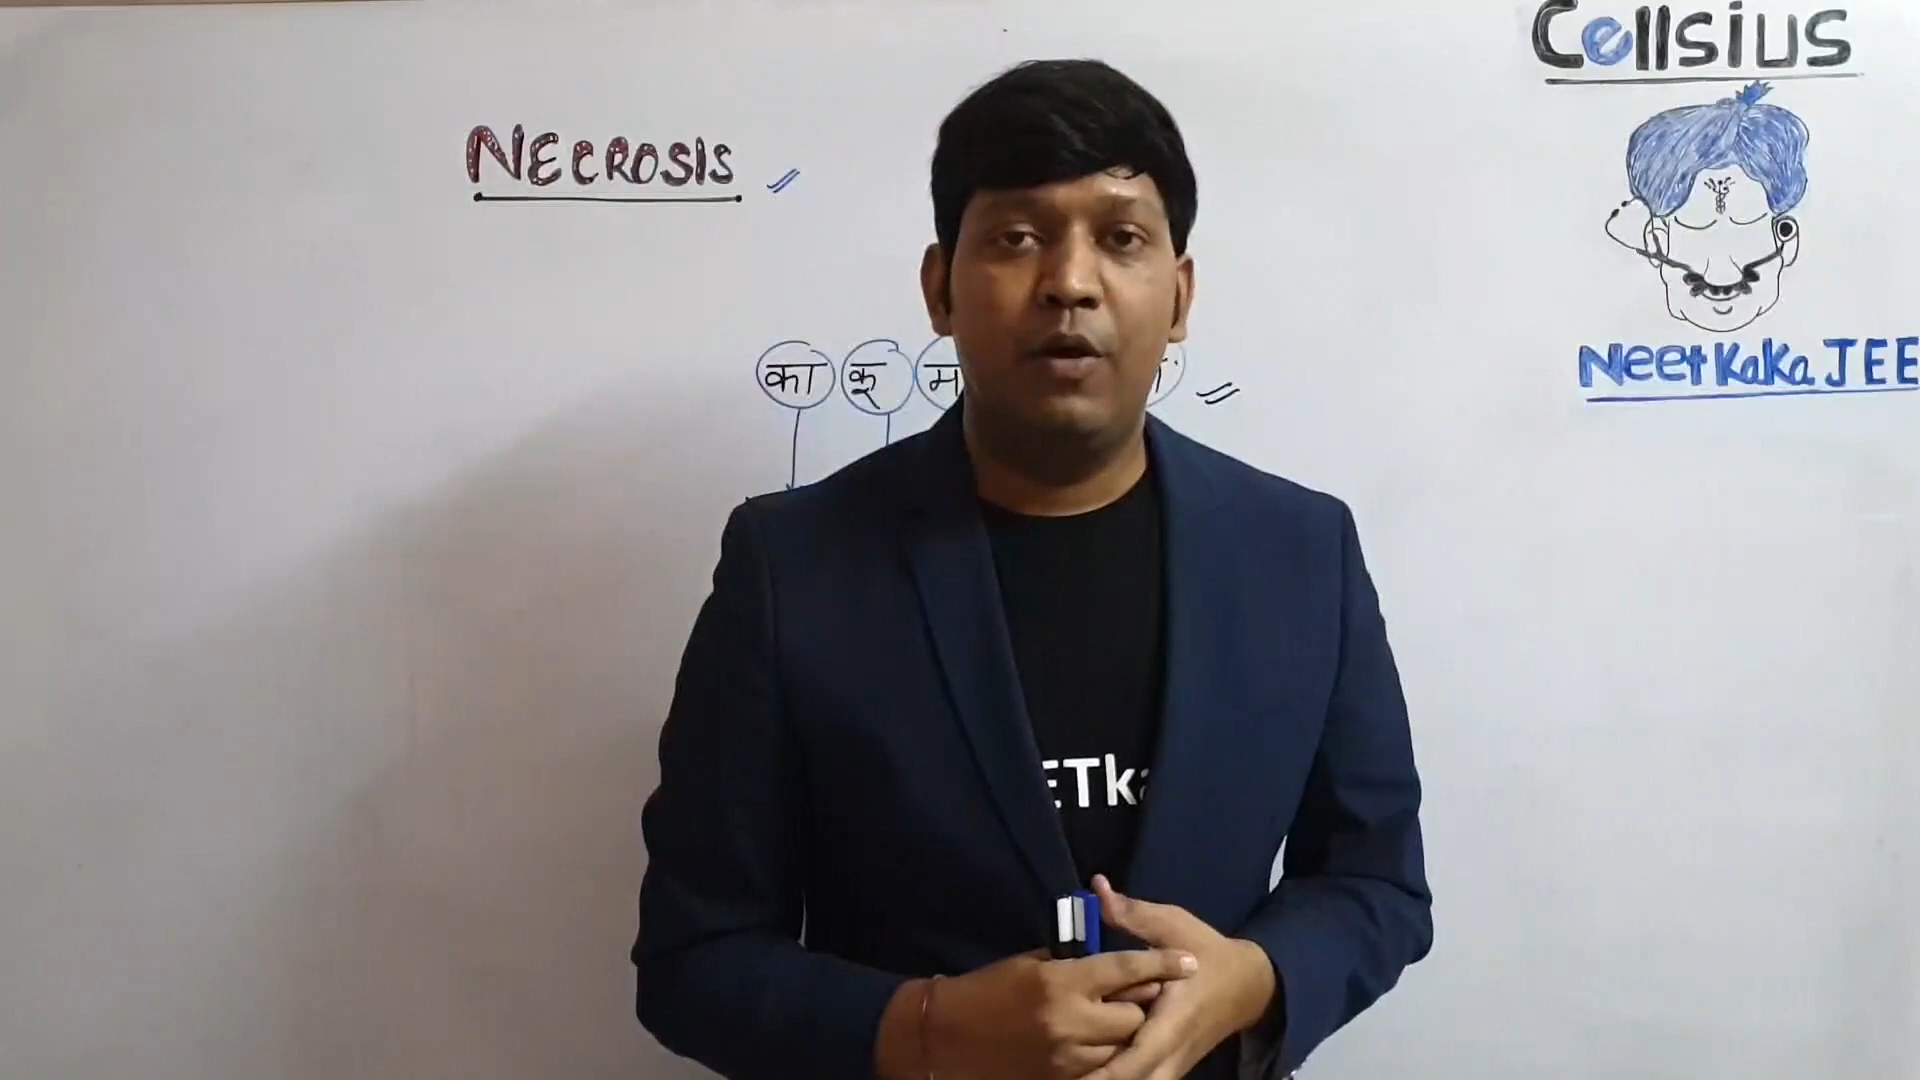 Cellsius
NECROSIS
का कू म
Neet Kaka JEE
ETka